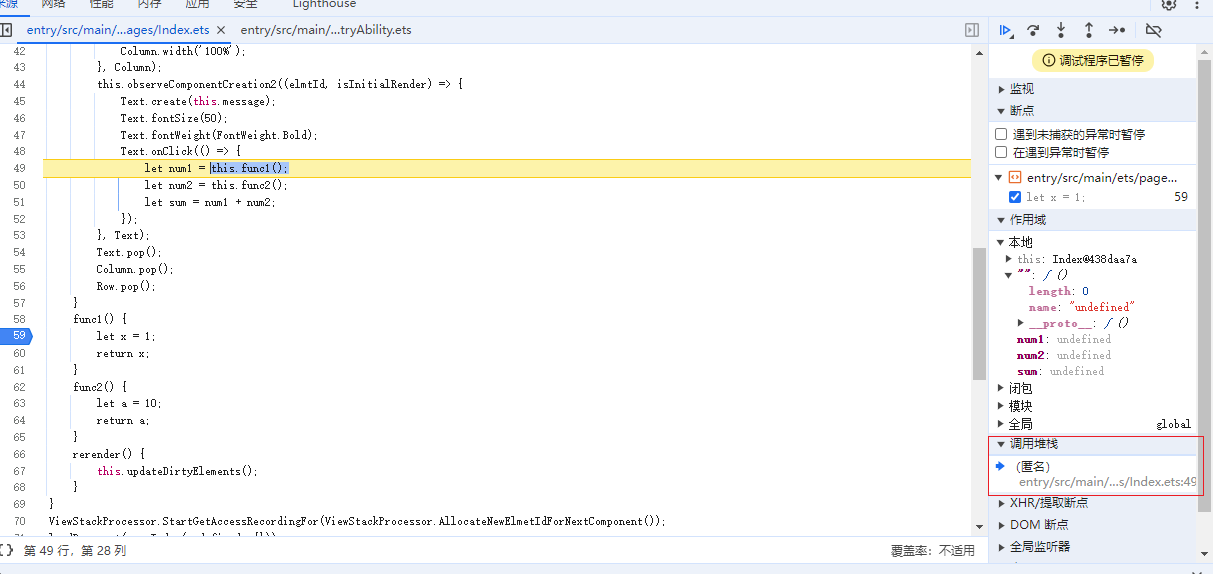 来源 网络 性能 内存 应用 安全 Lighthouse
entry/src/main/...ages/Index.ets × entry/src/main/...tryAbility.ets
42 Column.width('100%');
43 }, Column);
44 this.observeComponentCreation2((elmtId, isInitialRender) => {
45 Text.create(this.message);
46 Text.fontSize(50);
47 Text.fontWeight(FontWeight.Bold);
48 Text.onClick(() => {
49 let num1 = this.func1();
50 let num2 = this.func2();
51 let sum = num1 + num2;
52 });
53 }, Text);
54 Text.pop();
55 Column.pop();
56 Row.pop();
57 }
58 func1() {
59 let x = 1;
60 return x;
61 }
62 func2() {
63 let a = 10;
64 return a;
65 }
66 rerender() {
67 this.updateDirtyElements();
68 }
69 }
70 ViewStackProcessor.StartGetAccessRecordingFor(ViewStackProcessor.AllocateNewElmetIdForNextComponent());
{} 第 49 行，第 28 列
覆盖率：不适用
调试程序已暂停
监视
断点
遇到未捕获的异常时暂停
在遇到异常时暂停
entry/src/main/ets/page...
let x = 1; 59
作用域
本地
this: Index@438daa7a
"": ƒ ()
length: 0
name: "undefined"
__proto__: ƒ ()
num1: undefined
num2: undefined
sum: undefined
闭包
模块
全局 global
调用堆栈
(匿名)
entry/src/main/...s/Index.ets:49
XHR/提取断点
DOM 断点
全局监听器